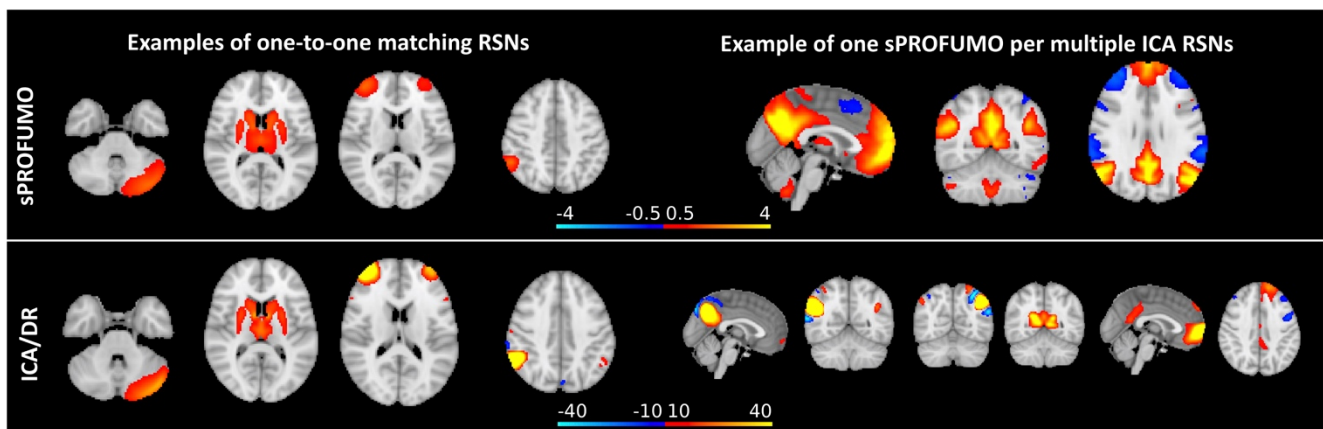 Examples of one-to-one matching RSNs
Example of one sPROFUMO per multiple ICA RSNs
sPROFUMO
-4 -0.5 0.5 4
ICA/DR
-40 -10 10 40